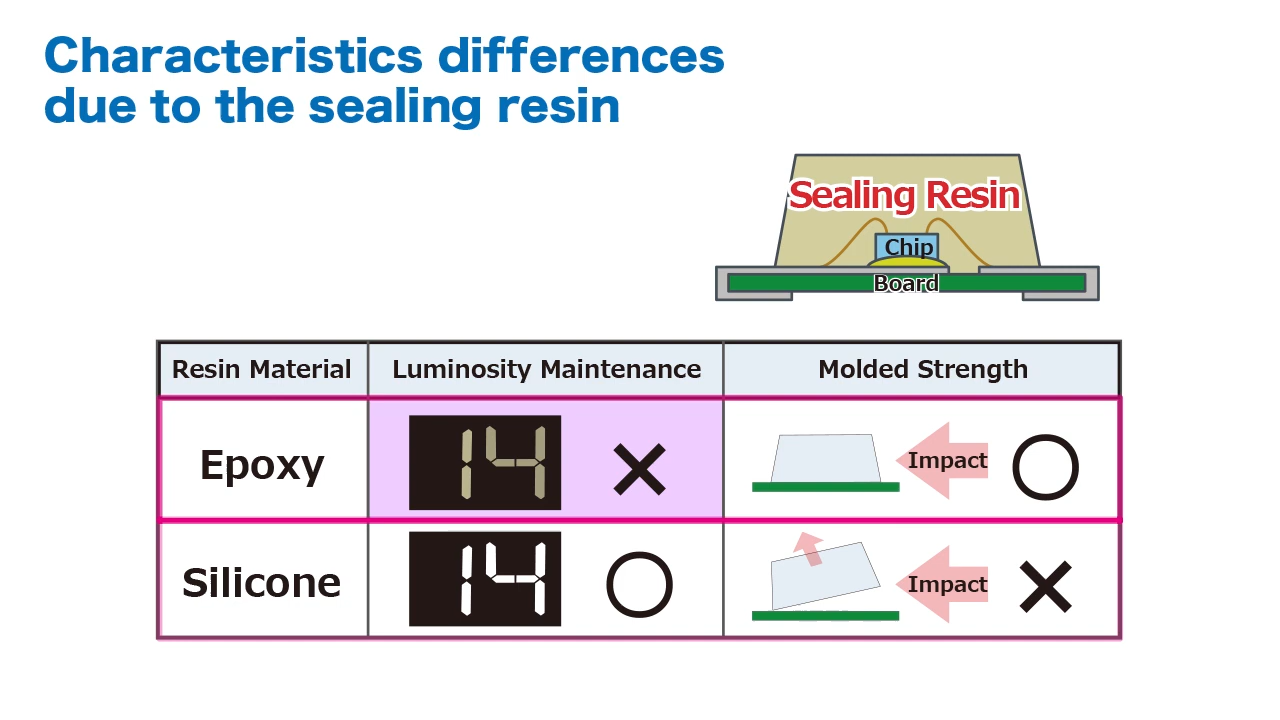 Characteristics differences
due to the sealing resin
Sealing Resin
Chip
Board
Resin Material Luminosity Maintenance Molded Strength
Epoxy 14 × Impact ○
Silicone 14 ○ Impact ×